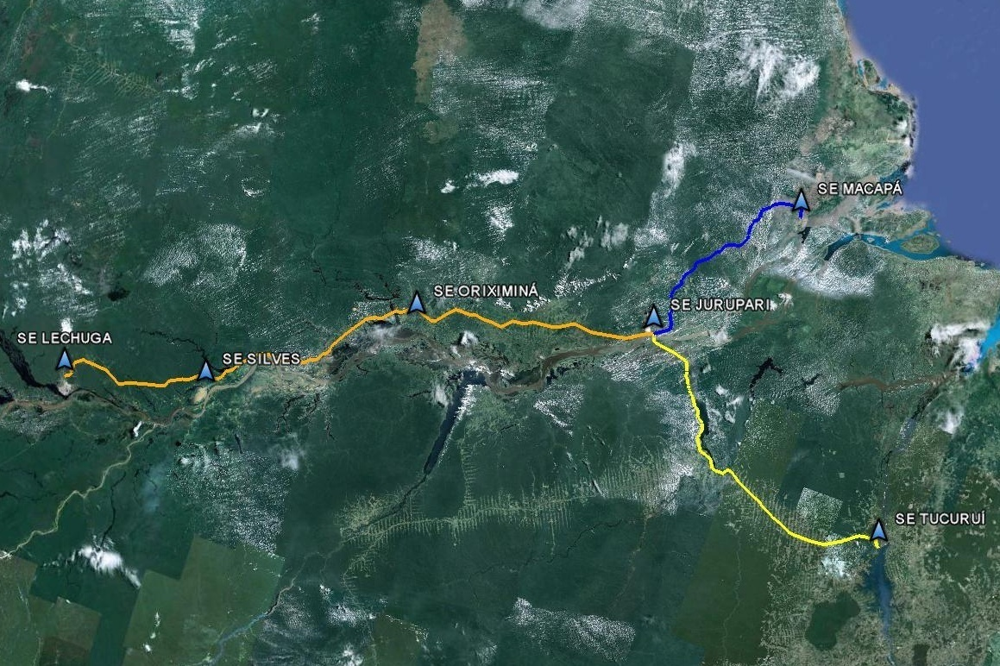 SE MACAPÁ
SE ORIXIMINÁ
SE JURUPARI
SE LECHUGA
SE SILVES
SE TUCURUÍ